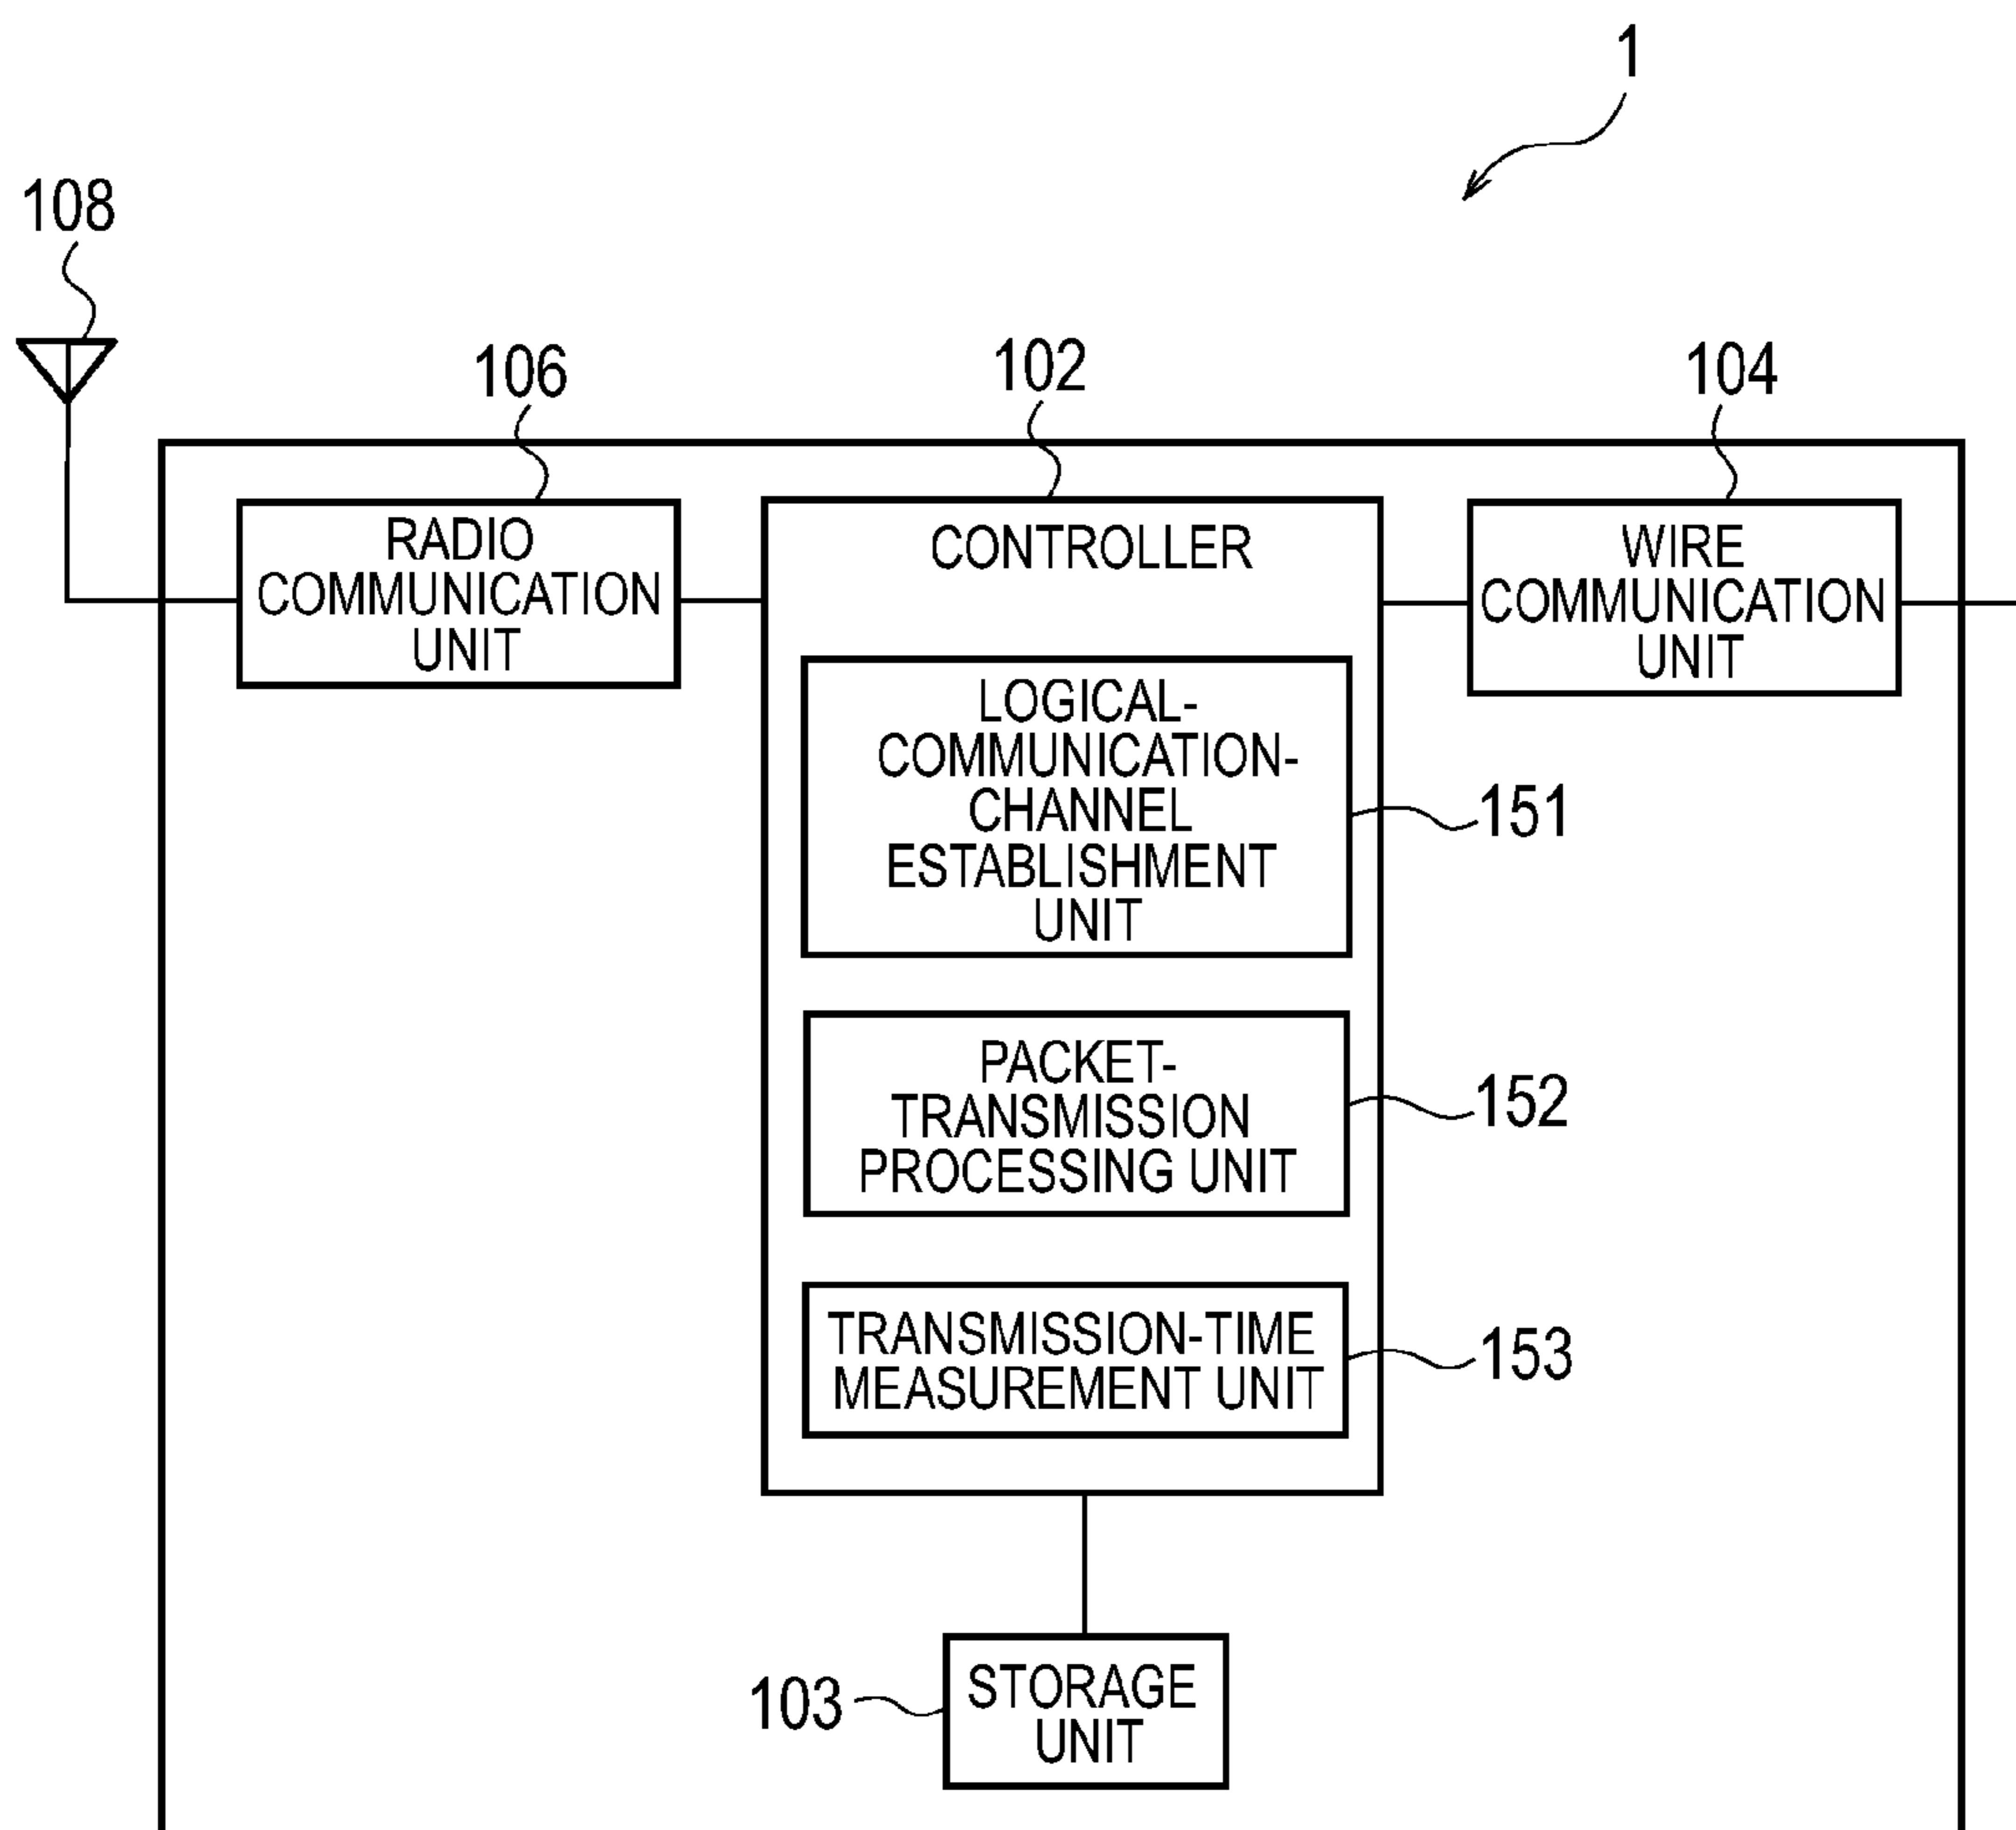 1
108
106
102
104
RADIO
COMMUNICATION
UNIT
CONTROLLER
WIRE
COMMUNICATION
UNIT
LOGICAL-
COMMUNICATION-
CHANNEL
ESTABLISHMENT
UNIT
151
PACKET-
TRANSMISSION
PROCESSING UNIT
152
TRANSMISSION-TIME
MEASUREMENT UNIT
153
103
STORAGE
UNIT